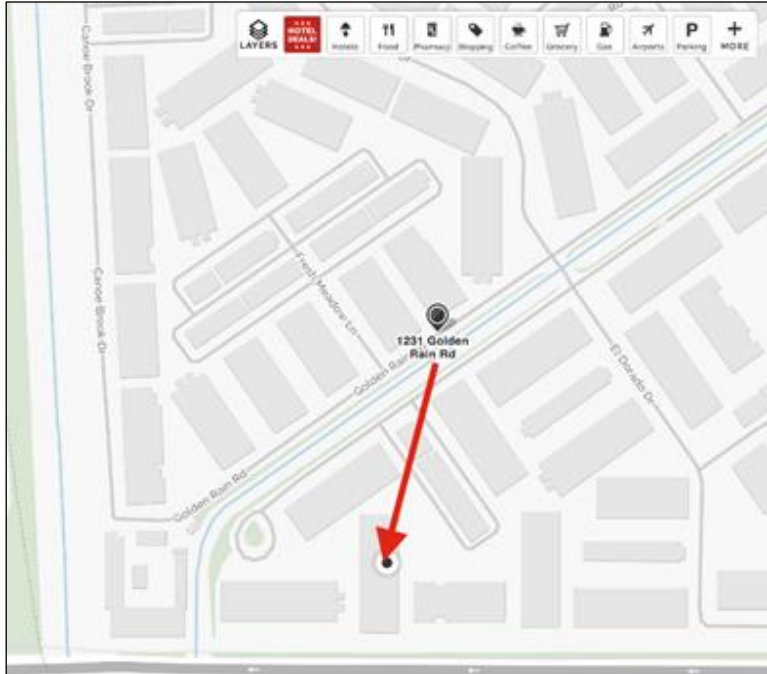 LAYERS
HOTEL
DEALS!
Hotels
Food
Pharmacy
Shopping
Coffee
Grocery
Gas
Airports
P
Parking
MORE
Canoe Brook Dr
Canoe Brook Dr
Fresh Meadow Ln
1231 Golden
Rain Rd
Golden Rain
El Dorado Dr
Golden Rain Rd